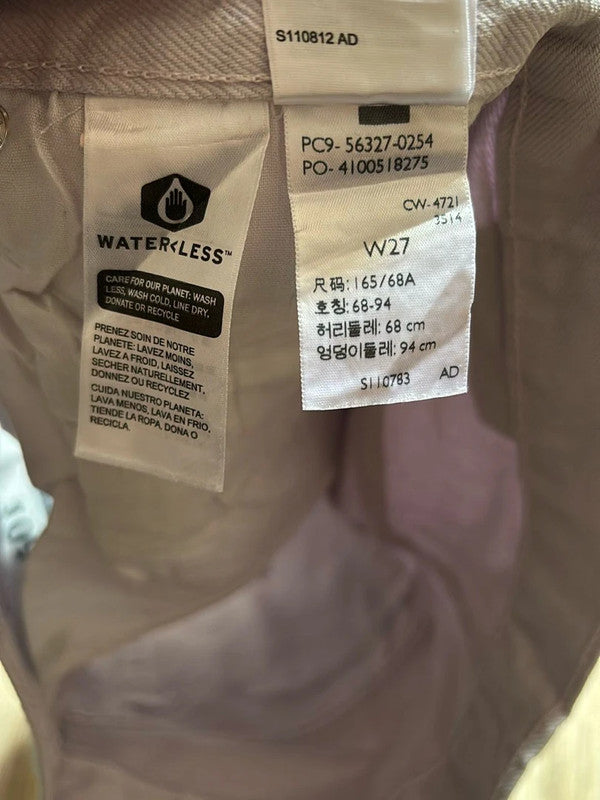 S110812 AD
PC9- 56327-0254
PO- 4100518275
CW- 4721
3514
W27
尺码: 165/68A
호칭: 68-94
허리둘레: 68 cm
엉덩이둘레: 94 cm
S110783 AD
WATER<LESS™
CARE FOR OUR PLANET: WASH
LESS, WASH COLD, LINE DRY,
DONATE OR RECYCLE
PRENEZ SOIN DE NOTRE
PLANÈTE: LAVEZ MOINS,
LAVEZ A FROID, LAISSEZ
SECHER NATURELLEMENT,
DONNEZ OU RECYCLEZ
CUIDA NUESTRO PLANETA:
LAVA MENOS, LAVA EN FRIO,
TIENDE LA ROPA, DONA O
RECICLA.